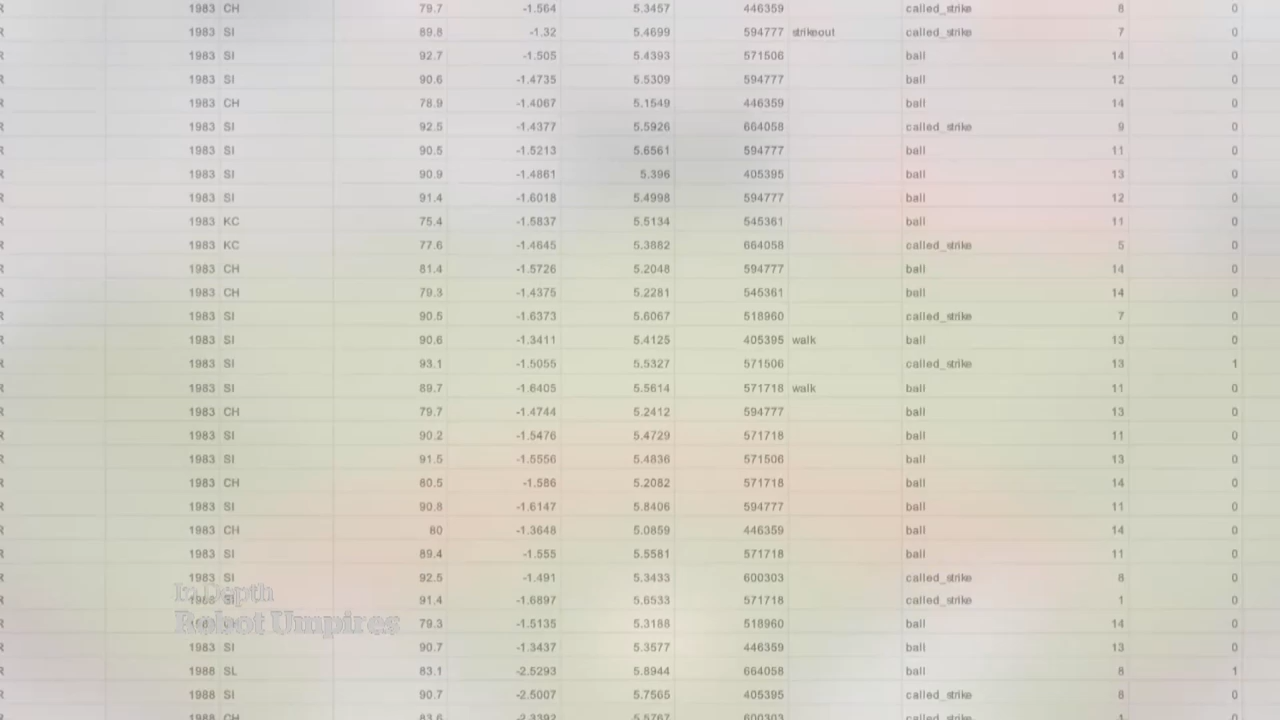 R 1983 CH 79.7 -1.564 5.3457 446359 called_strike 8 0
R 1983 SI 89.8 -1.32 5.4699 594777 strikeout called_strike 7 0
R 1983 SI 92.7 -1.505 5.4393 571506 ball 14 0
R 1983 SI 90.6 -1.4735 5.5309 594777 ball 12 0
R 1983 CH 78.9 -1.4067 5.1549 446359 ball 14 0
R 1983 SI 92.5 -1.4377 5.5926 664058 called_strike 9 0
R 1983 SI 90.5 -1.5213 5.6561 594777 ball 11 0
R 1983 SI 90.9 -1.4861 5.396 405395 ball 13 0
R 1983 SI 91.4 -1.6018 5.4998 594777 ball 12 0
R 1983 KC 75.4 -1.5837 5.5134 545361 ball 11 0
R 1983 KC 77.6 -1.4645 5.3882 664058 called_strike 5 0
R 1983 CH 81.4 -1.5726 5.2048 594777 ball 14 0
R 1983 CH 79.3 -1.4375 5.2281 545361 ball 14 0
R 1983 SI 90.5 -1.6373 5.6067 518960 called_strike 7 0
R 1983 SI 90.6 -1.3411 5.4125 405395 walk ball 13 0
R 1983 SI 93.1 -1.5055 5.5327 571506 called_strike 13 1
R 1983 SI 89.7 -1.6405 5.5614 571718 walk ball 11 0
R 1983 CH 79.7 -1.4744 5.2412 594777 ball 13 0
R 1983 SI 90.2 -1.5476 5.4729 571718 ball 11 0
R 1983 SI 91.5 -1.5556 5.4836 571506 ball 13 0
R 1983 CH 80.5 -1.586 5.2082 571718 ball 14 0
R 1983 SI 90.8 -1.6147 5.8406 594777 ball 11 0
R 1983 CH 80 -1.3648 5.0859 446359 ball 14 0
R 1983 SI 89.4 -1.555 5.5581 571718 ball 11 0
R 1983 SI 92.5 -1.491 5.3433 600303 called_strike 8 0
In Depth
R SI 91.4 -1.6897 5.6533 571718 called_strike 1 0
Robot Umpires
R 79.3 -1.5135 5.3188 518960 ball 14 0
R 1983 SI 90.7 -1.3437 5.3577 446359 ball 13 0
R 1988 SL 83.1 -2.5293 5.8944 664058 ball 8 1
R 1988 SI 90.7 -2.5007 5.7565 405395 called_strike 8 0
R 1988 CH 83.6 -2.3392 5.5767 600303 called_strike 0